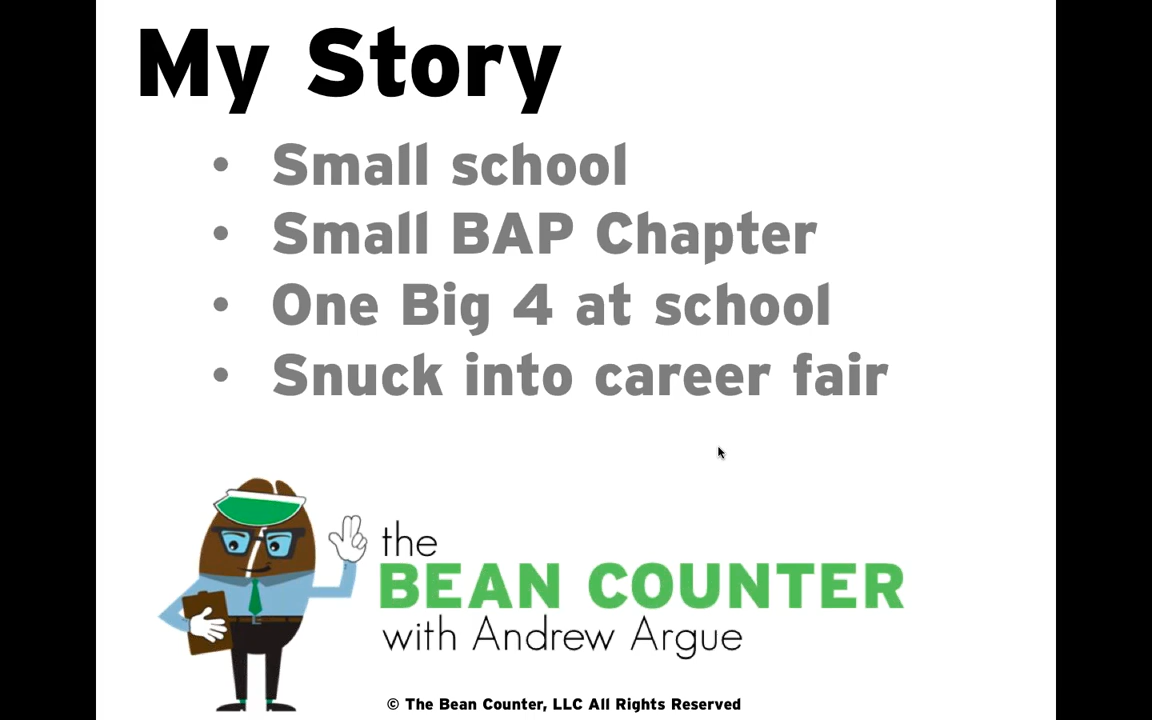 My Story
• Small school
• Small BAP Chapter
• One Big 4 at school
• Snuck into career fair
the
BEAN COUNTER
with Andrew Argue
© The Bean Counter, LLC All Rights Reserved